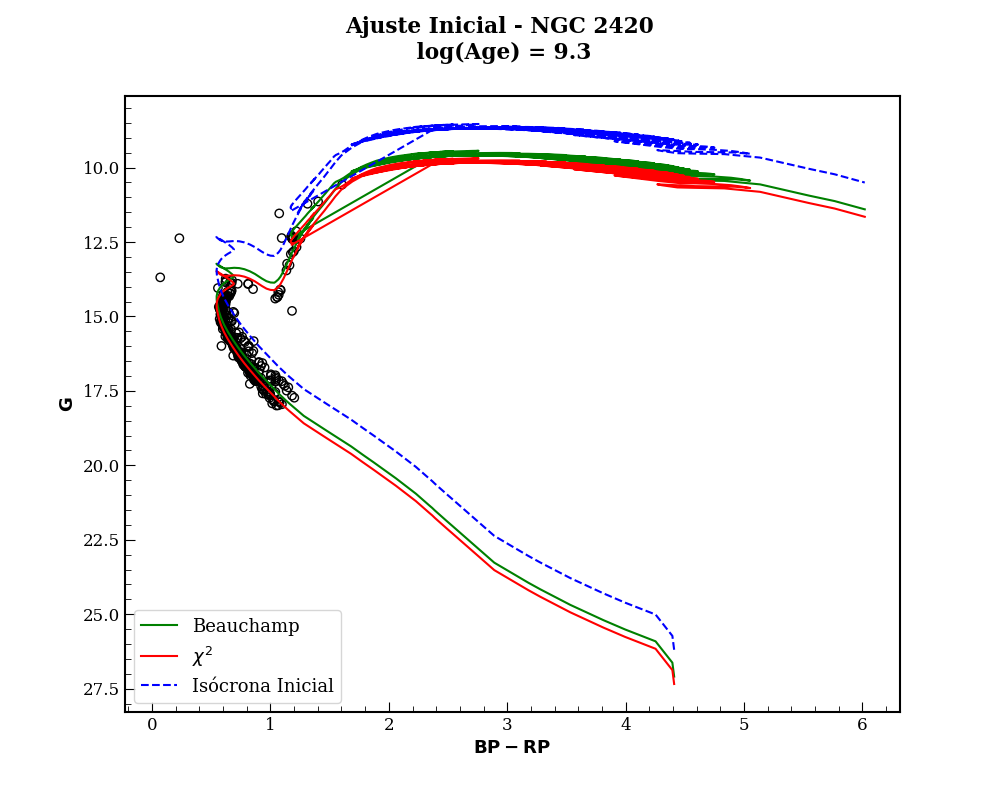 Ajuste Inicial - NGC 2420
log(Age) = 9.3
G
10.0
12.5
15.0
17.5
20.0
22.5
25.0
27.5
Beauchamp
χ²
Isócrona Inicial
0 1 2 3 4 5 6
BP − RP